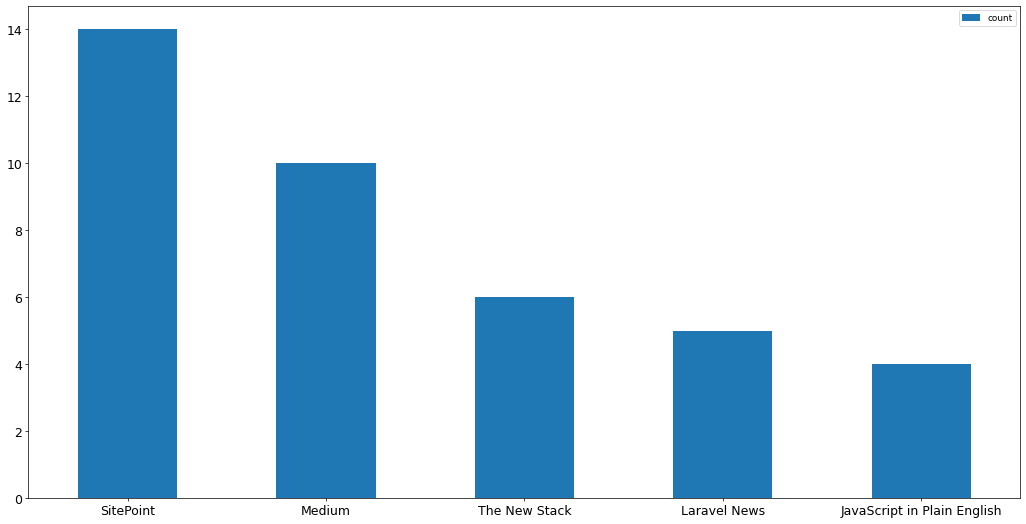 count
14
12
10
8
6
4
2
0
SitePoint
Medium
The New Stack
Laravel News
JavaScript in Plain English